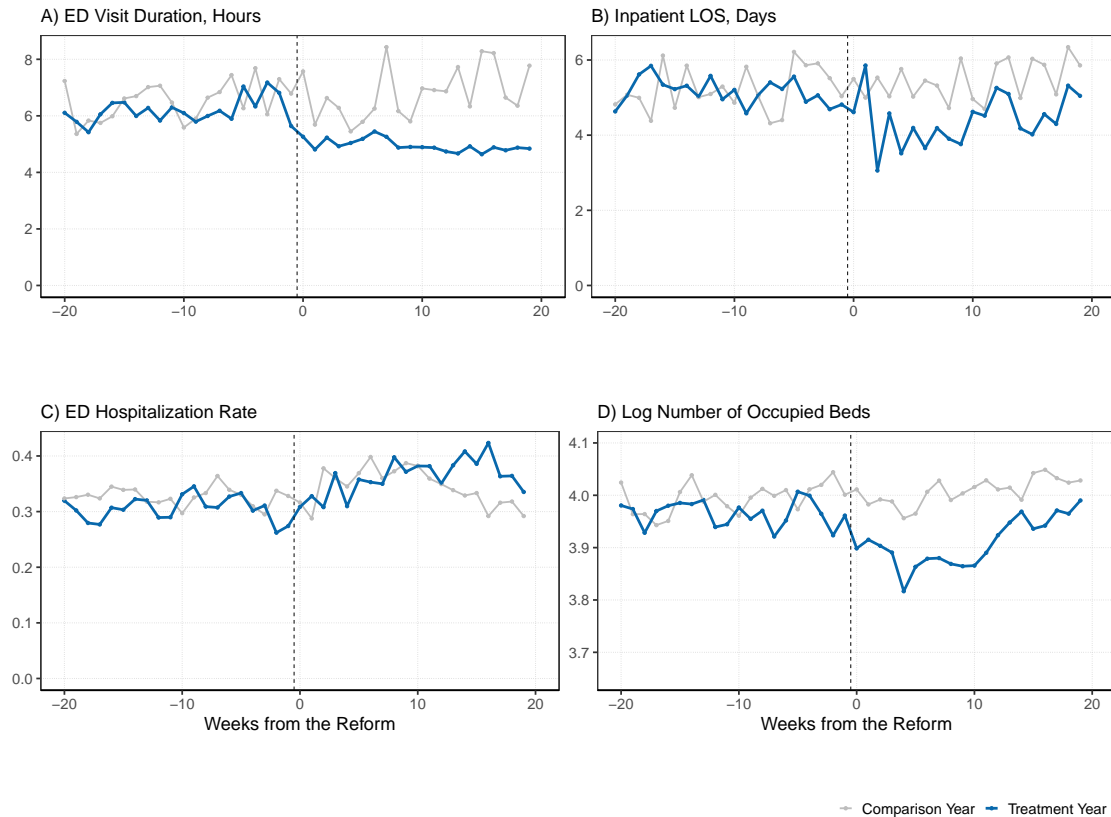 A) ED Visit Duration, Hours
8
6
4
2
0
−20 −10 0 10 20
B) Inpatient LOS, Days
6
4
2
0
−20 −10 0 10 20
C) ED Hospitalization Rate
0.4
0.3
0.2
0.1
0.0
−20 −10 0 10 20
Weeks from the Reform
D) Log Number of Occupied Beds
4.1
4.0
3.9
3.8
3.7
−20 −10 0 10 20
Weeks from the Reform
Comparison Year Treatment Year